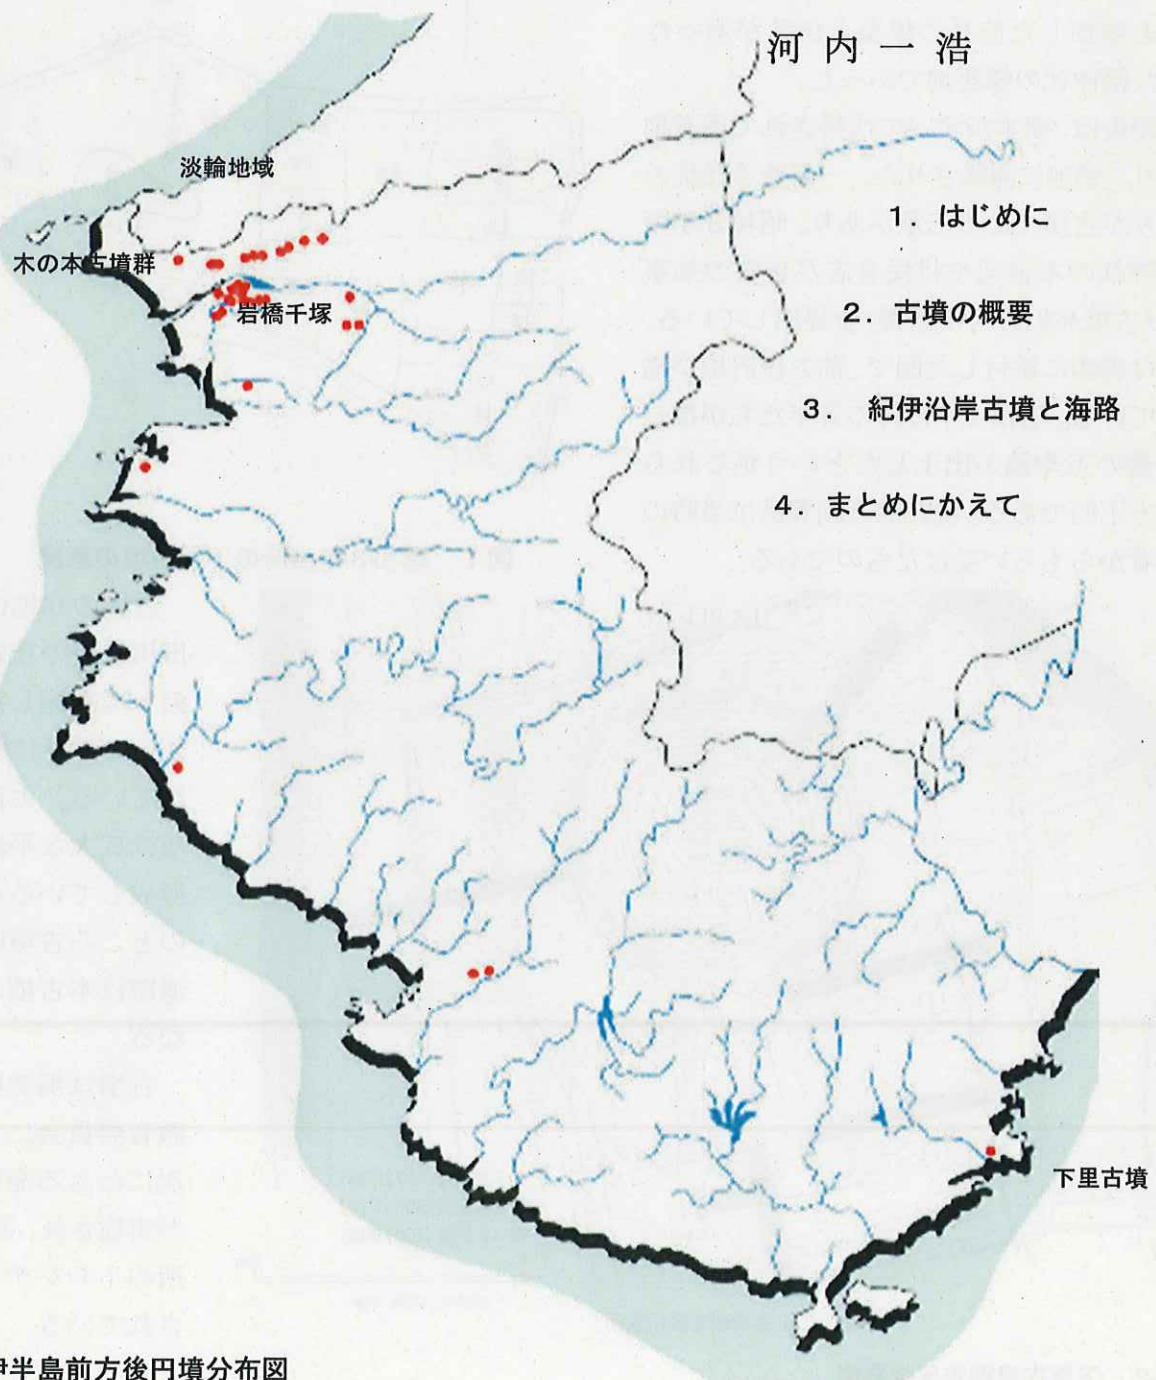 河内一浩
淡輪地域
1. はじめに
木の本古墳群
2. 古墳の概要
岩橋千塚
3. 紀伊沿岸古墳と海路
4. まとめにかえて
下里古墳
伊半島前方後円境分布図